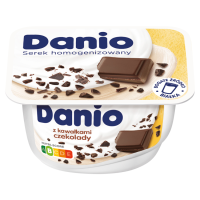 Danio
Serek homogenizowany
Danio
z kawałkami
czekolady